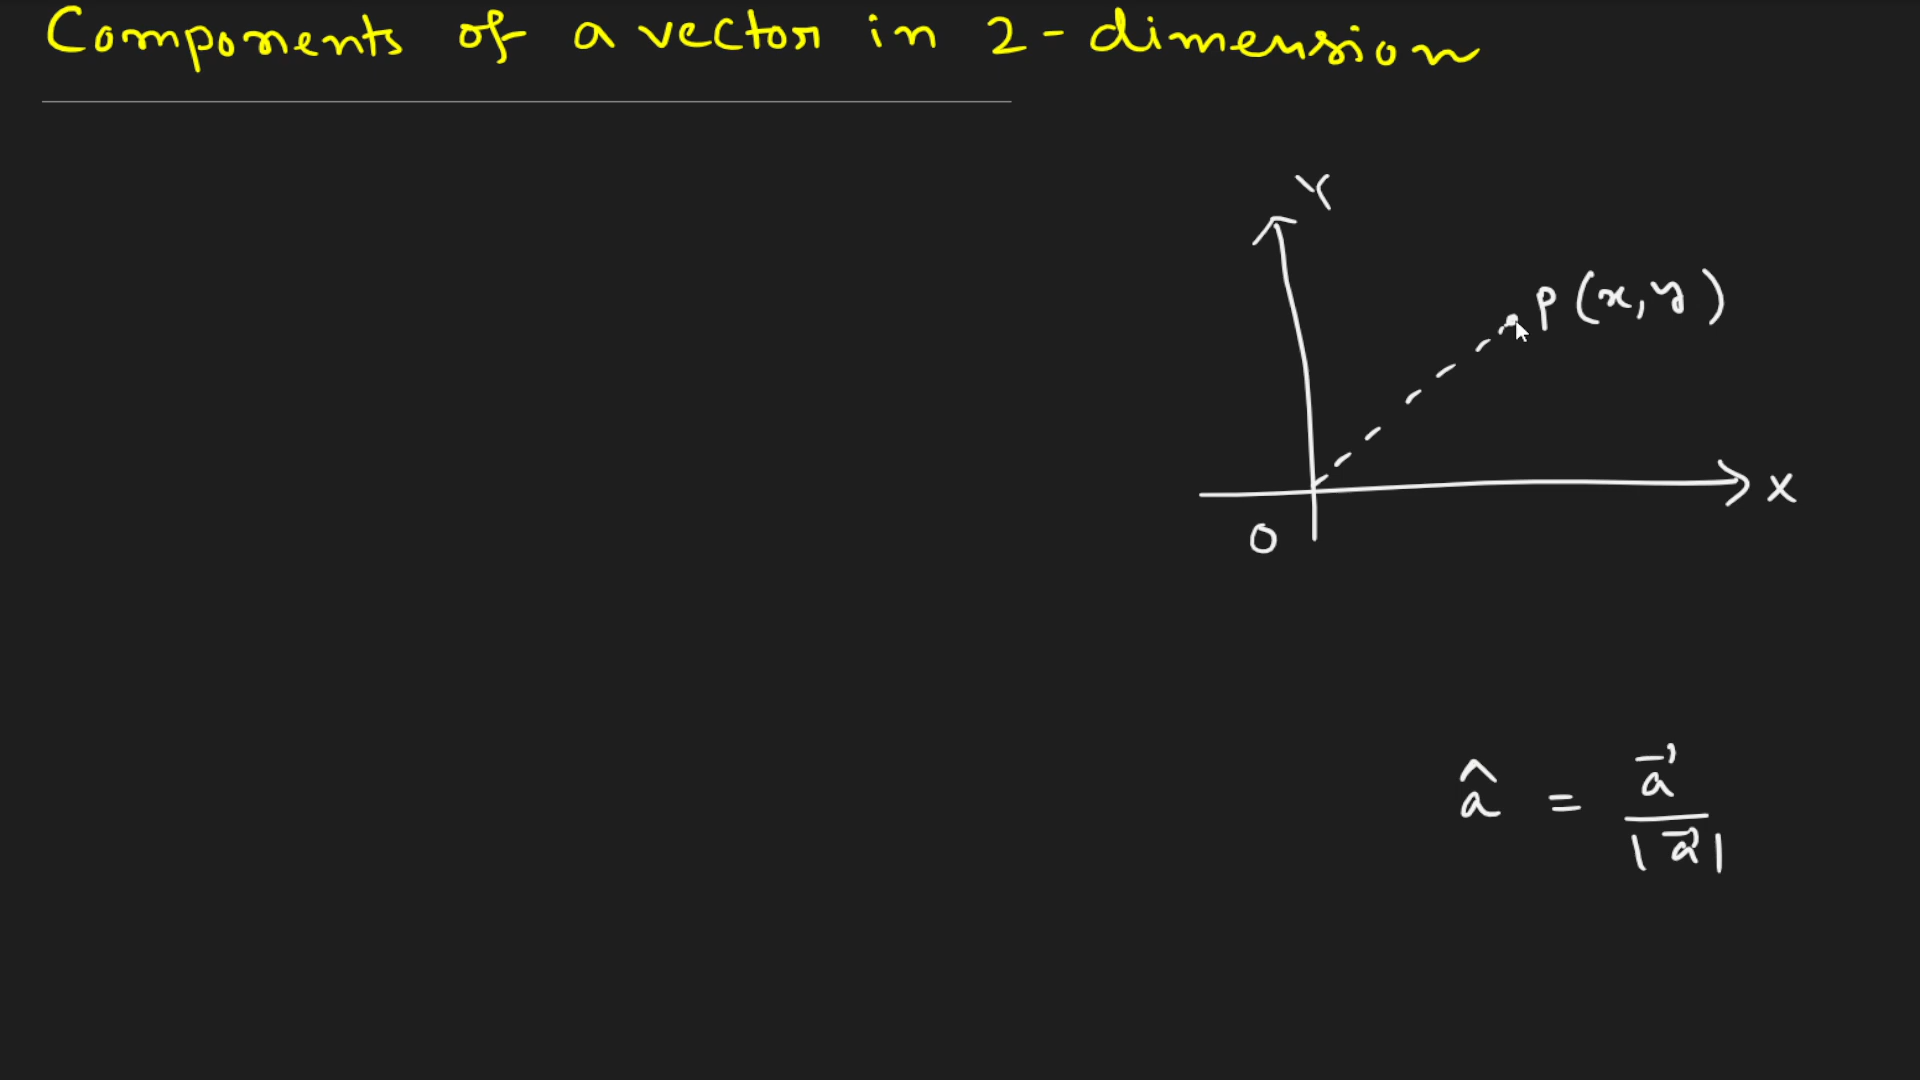 Components of a vector in 2-dimension
Y
P(x,y)
X
O
â = a⃗ / |a⃗|